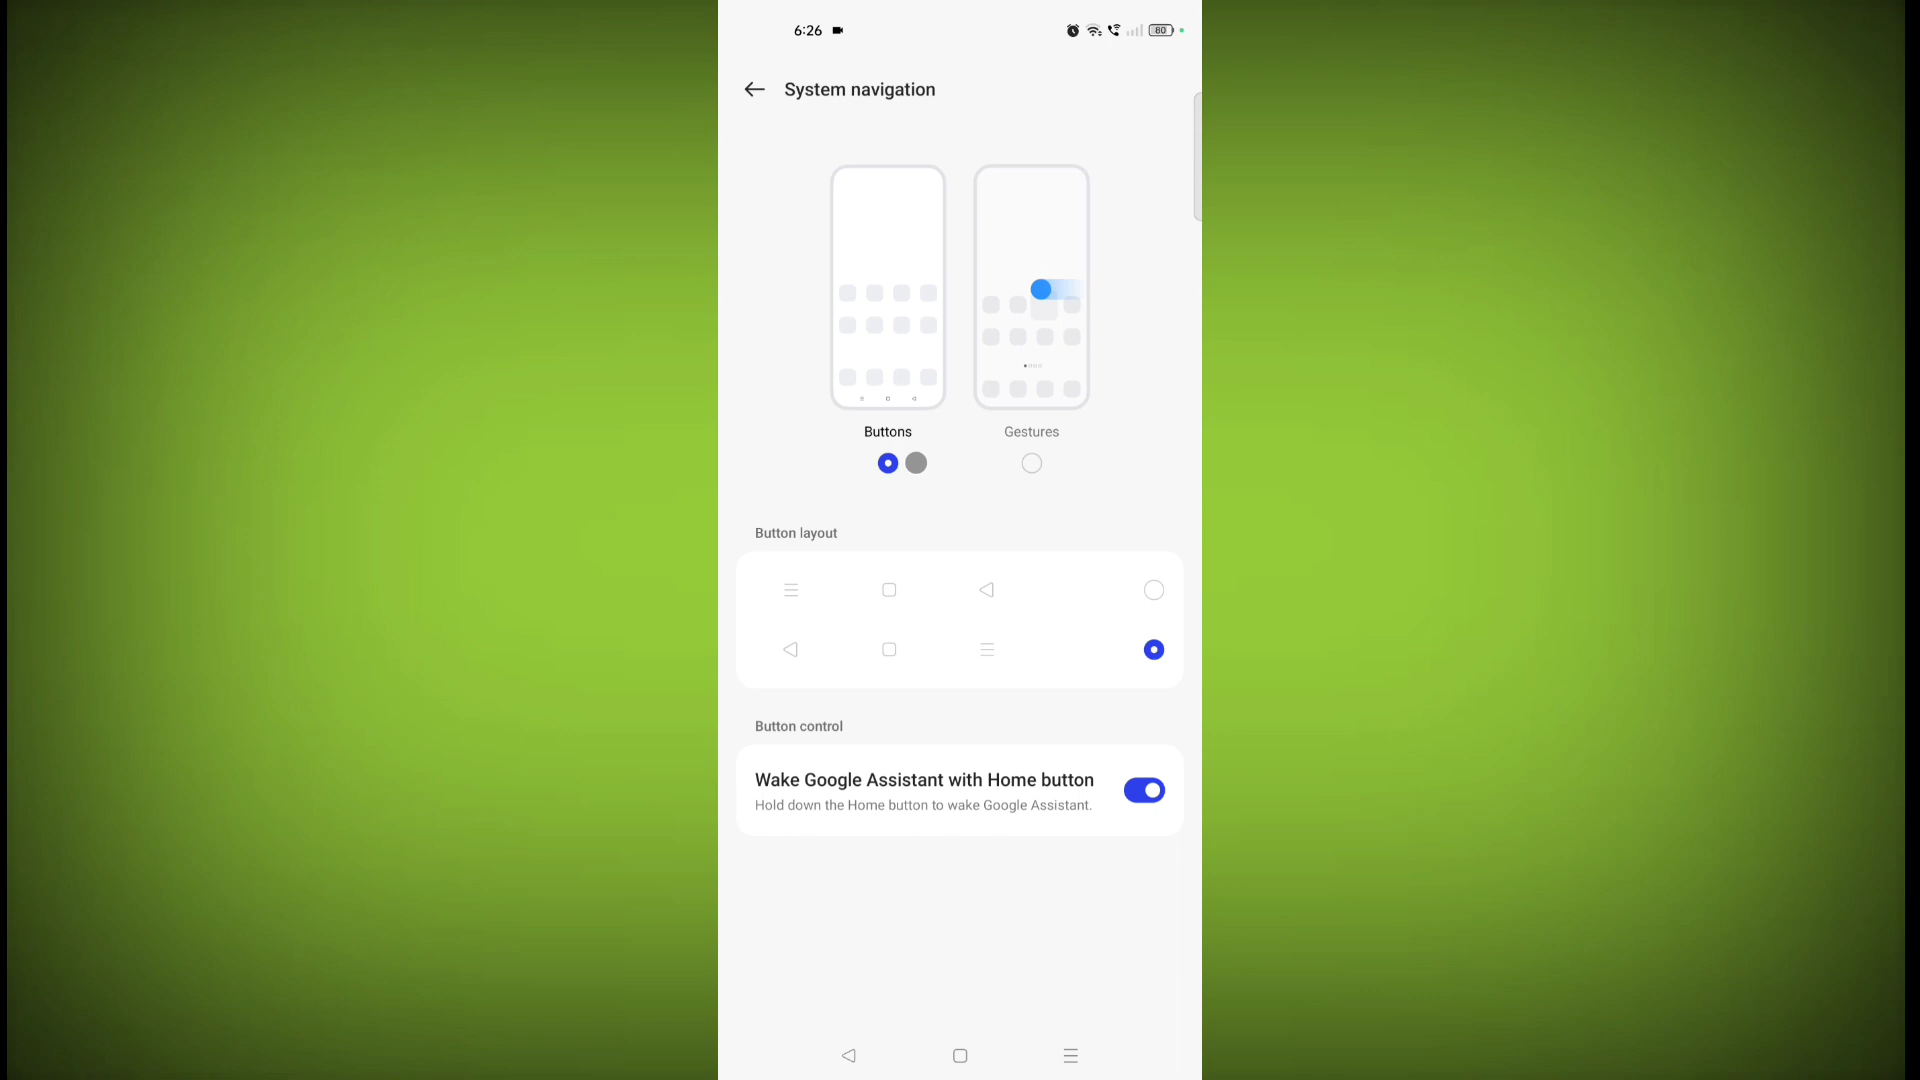 6:26
80
System navigation
Buttons
Gestures
Button layout
Button control
Wake Google Assistant with Home button
Hold down the Home button to wake Google Assistant.